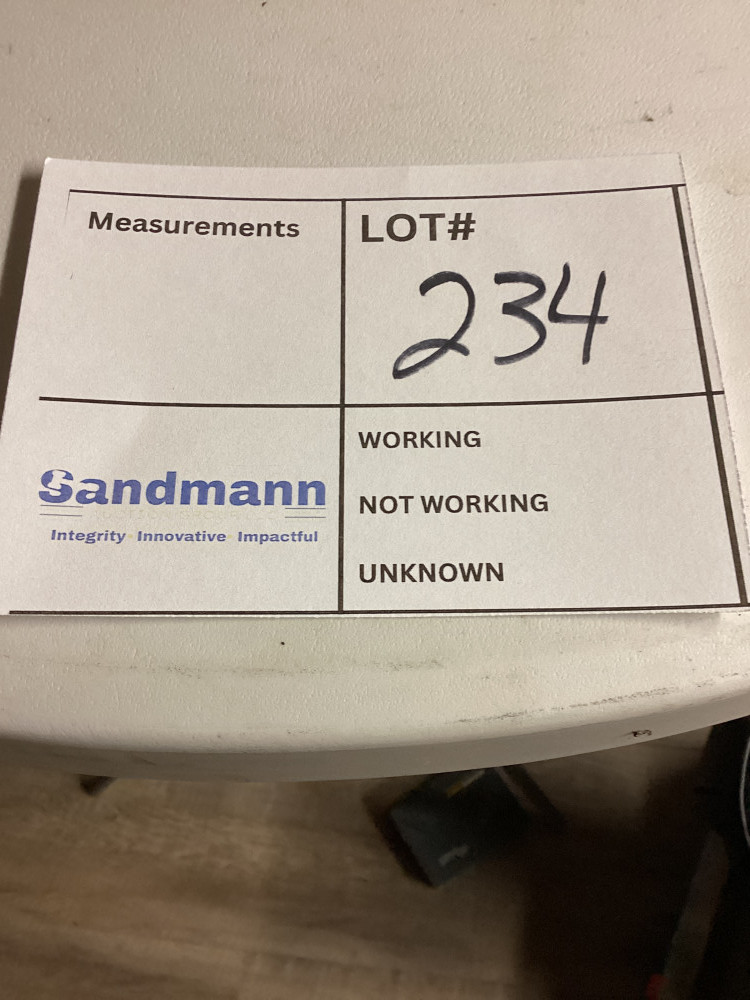 Measurements
LOT#
234
Sandmann
Integrity Innovative Impactful
WORKING
NOT WORKING
UNKNOWN